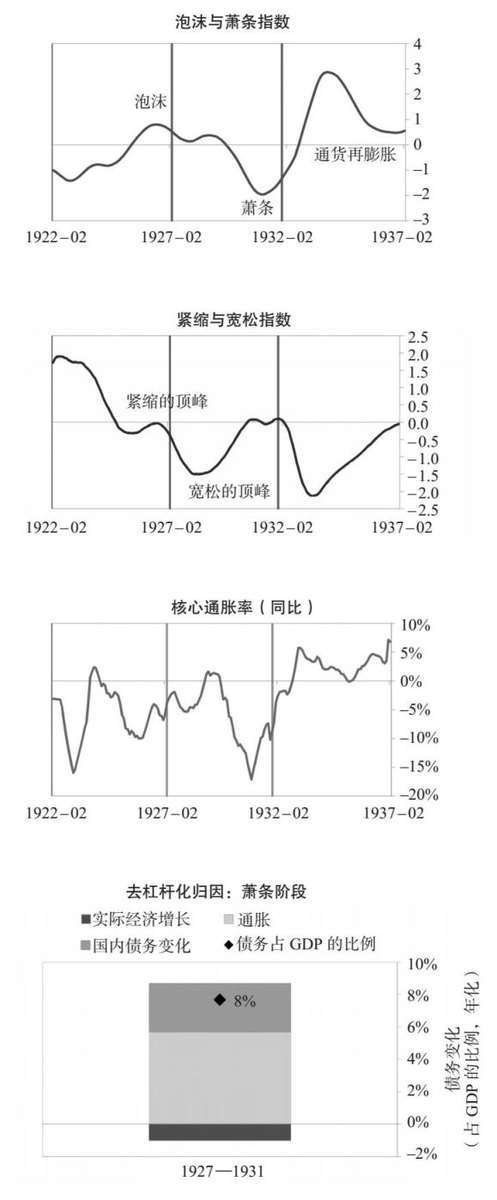 泡沫与萧条指数
4
3
泡沫
2
1
0
通货再膨胀
-1
萧条
-2
-3
1922-02 1927-02 1932-02 1937-02
紧缩与宽松指数
2.5
2.0
1.5
1.0
紧缩的顶峰
0.5
0.0
-0.5
-1.0
-1.5
宽松的顶峰
-2.0
-2.5
1922-02 1927-02 1932-02 1937-02
核心通胀率（同比）
10%
5%
0%
-5%
-10%
-15%
-20%
1922-02 1927-02 1932-02 1937-02
去杠杆化归因：萧条阶段
■实际经济增长 ■通胀
■国内债务变化 ◆债务占 GDP 的比例
10%
8%
8%
6%
4%
2%
0%
-2%
债务变化
（占 GDP 的比例，年化）
1927—1931